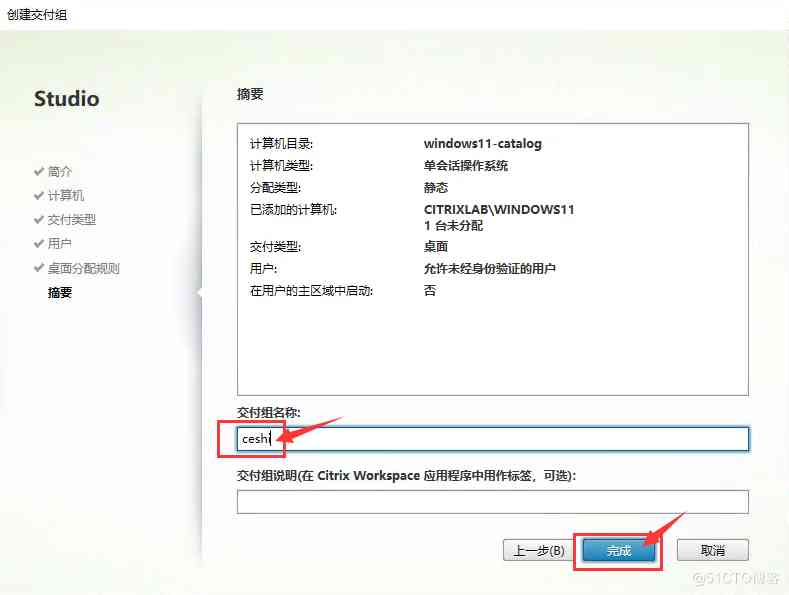 创建交付组
Studio
简介
计算机
交付类型
用户
桌面分配规则
摘要
摘要
计算机目录: windows11-catalog
计算机类型: 单会话操作系统
分配类型: 静态
已添加的计算机: CITRIXLAB\WINDOWS11
1 台未分配
交付类型: 桌面
用户: 允许未经身份验证的用户
在用户的主区域中启动: 否
交付组名称:
ceshi
交付组说明(在 Citrix Workspace 应用程序中用作标签，可选):
上一步(B) 完成 取消
@51CTO博客